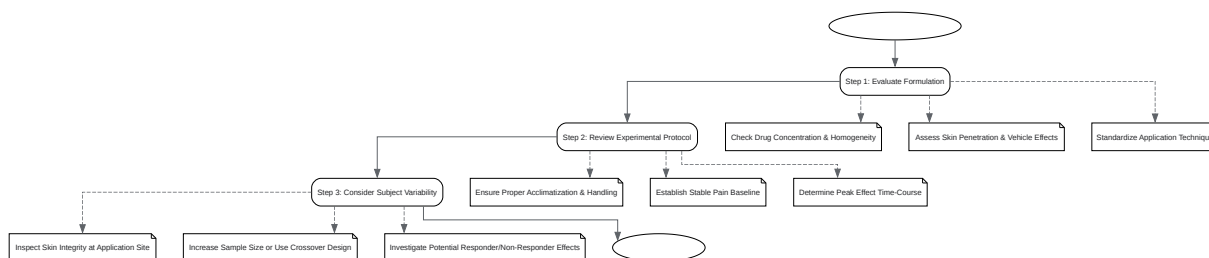 Step 1: Evaluate Formulation
Step 2: Review Experimental Protocol
Check Drug Concentration & Homogeneity
Assess Skin Penetration & Vehicle Effects
Standardize Application
Step 3: Consider Subject Variability
Ensure Proper Acclimatization & Handling
Establish Stable Pain Baseline
Determine Peak Effect Time-Course
Inspect Skin Integrity at Application Site
Increase Sample Size or Use Crossover Design
Investigate Potential Responder/Non-Responder Effects